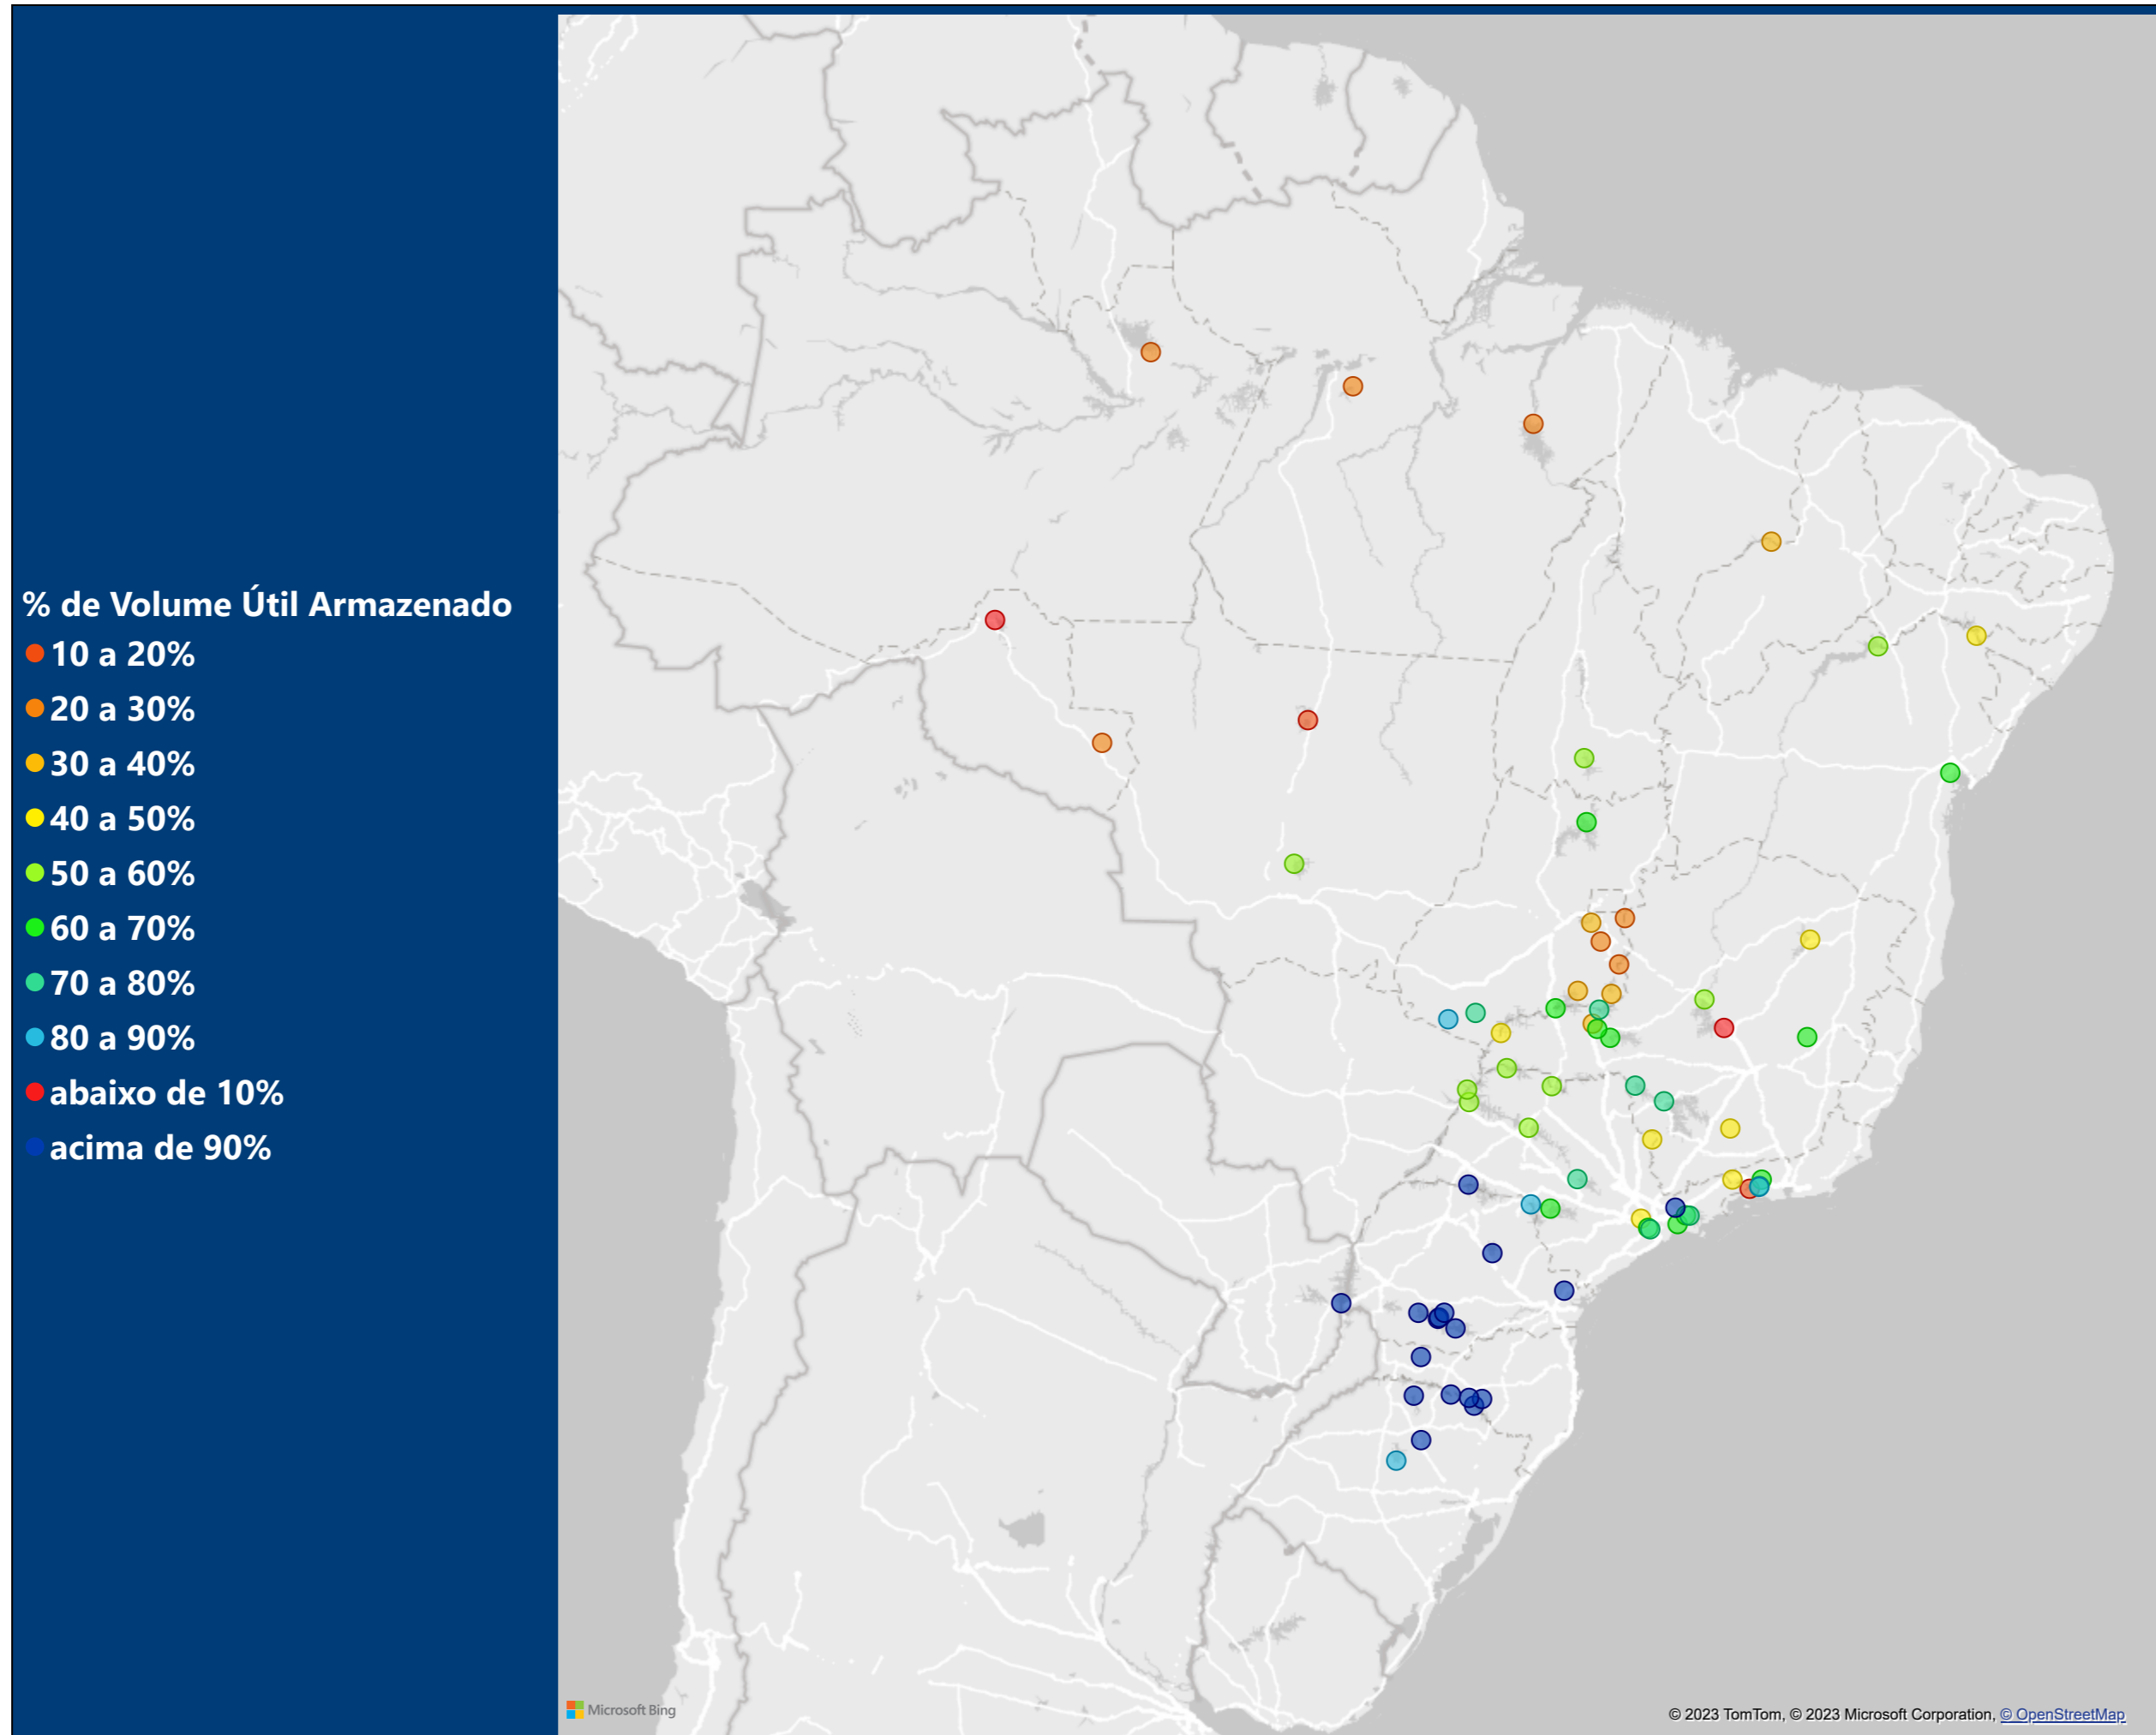 % de Volume Útil Armazenado
10 a 20%
20 a 30%
30 a 40%
40 a 50%
50 a 60%
60 a 70%
70 a 80%
80 a 90%
abaixo de 10%
acima de 90%
Microsoft Bing
© 2023 TomTom, © 2023 Microsoft Corporation, © OpenStreetMap